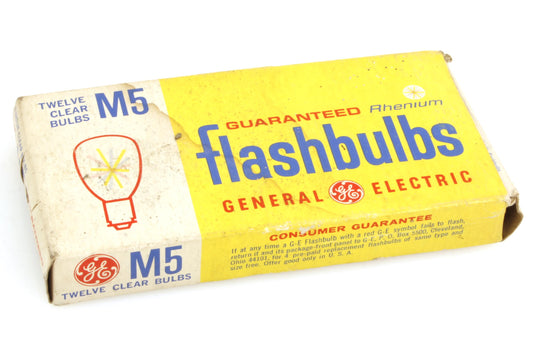 TWELVE
CLEAR
BULBS
M5
GUARANTEED Rhenium
flashbulbs
GENERAL GE ELECTRIC
GE M5
TWELVE CLEAR BULBS
CONSUMER GUARANTEE
If at any time a G-E Flashbulb with a red G-E symbol fails to flash,
return it and its package-front panel to G-E, P. O. Box 5500, Cleveland,
Ohio 44101, for 4 pre-paid replacement flashbulbs of same type and
size free. Offer good only in U. S. A.